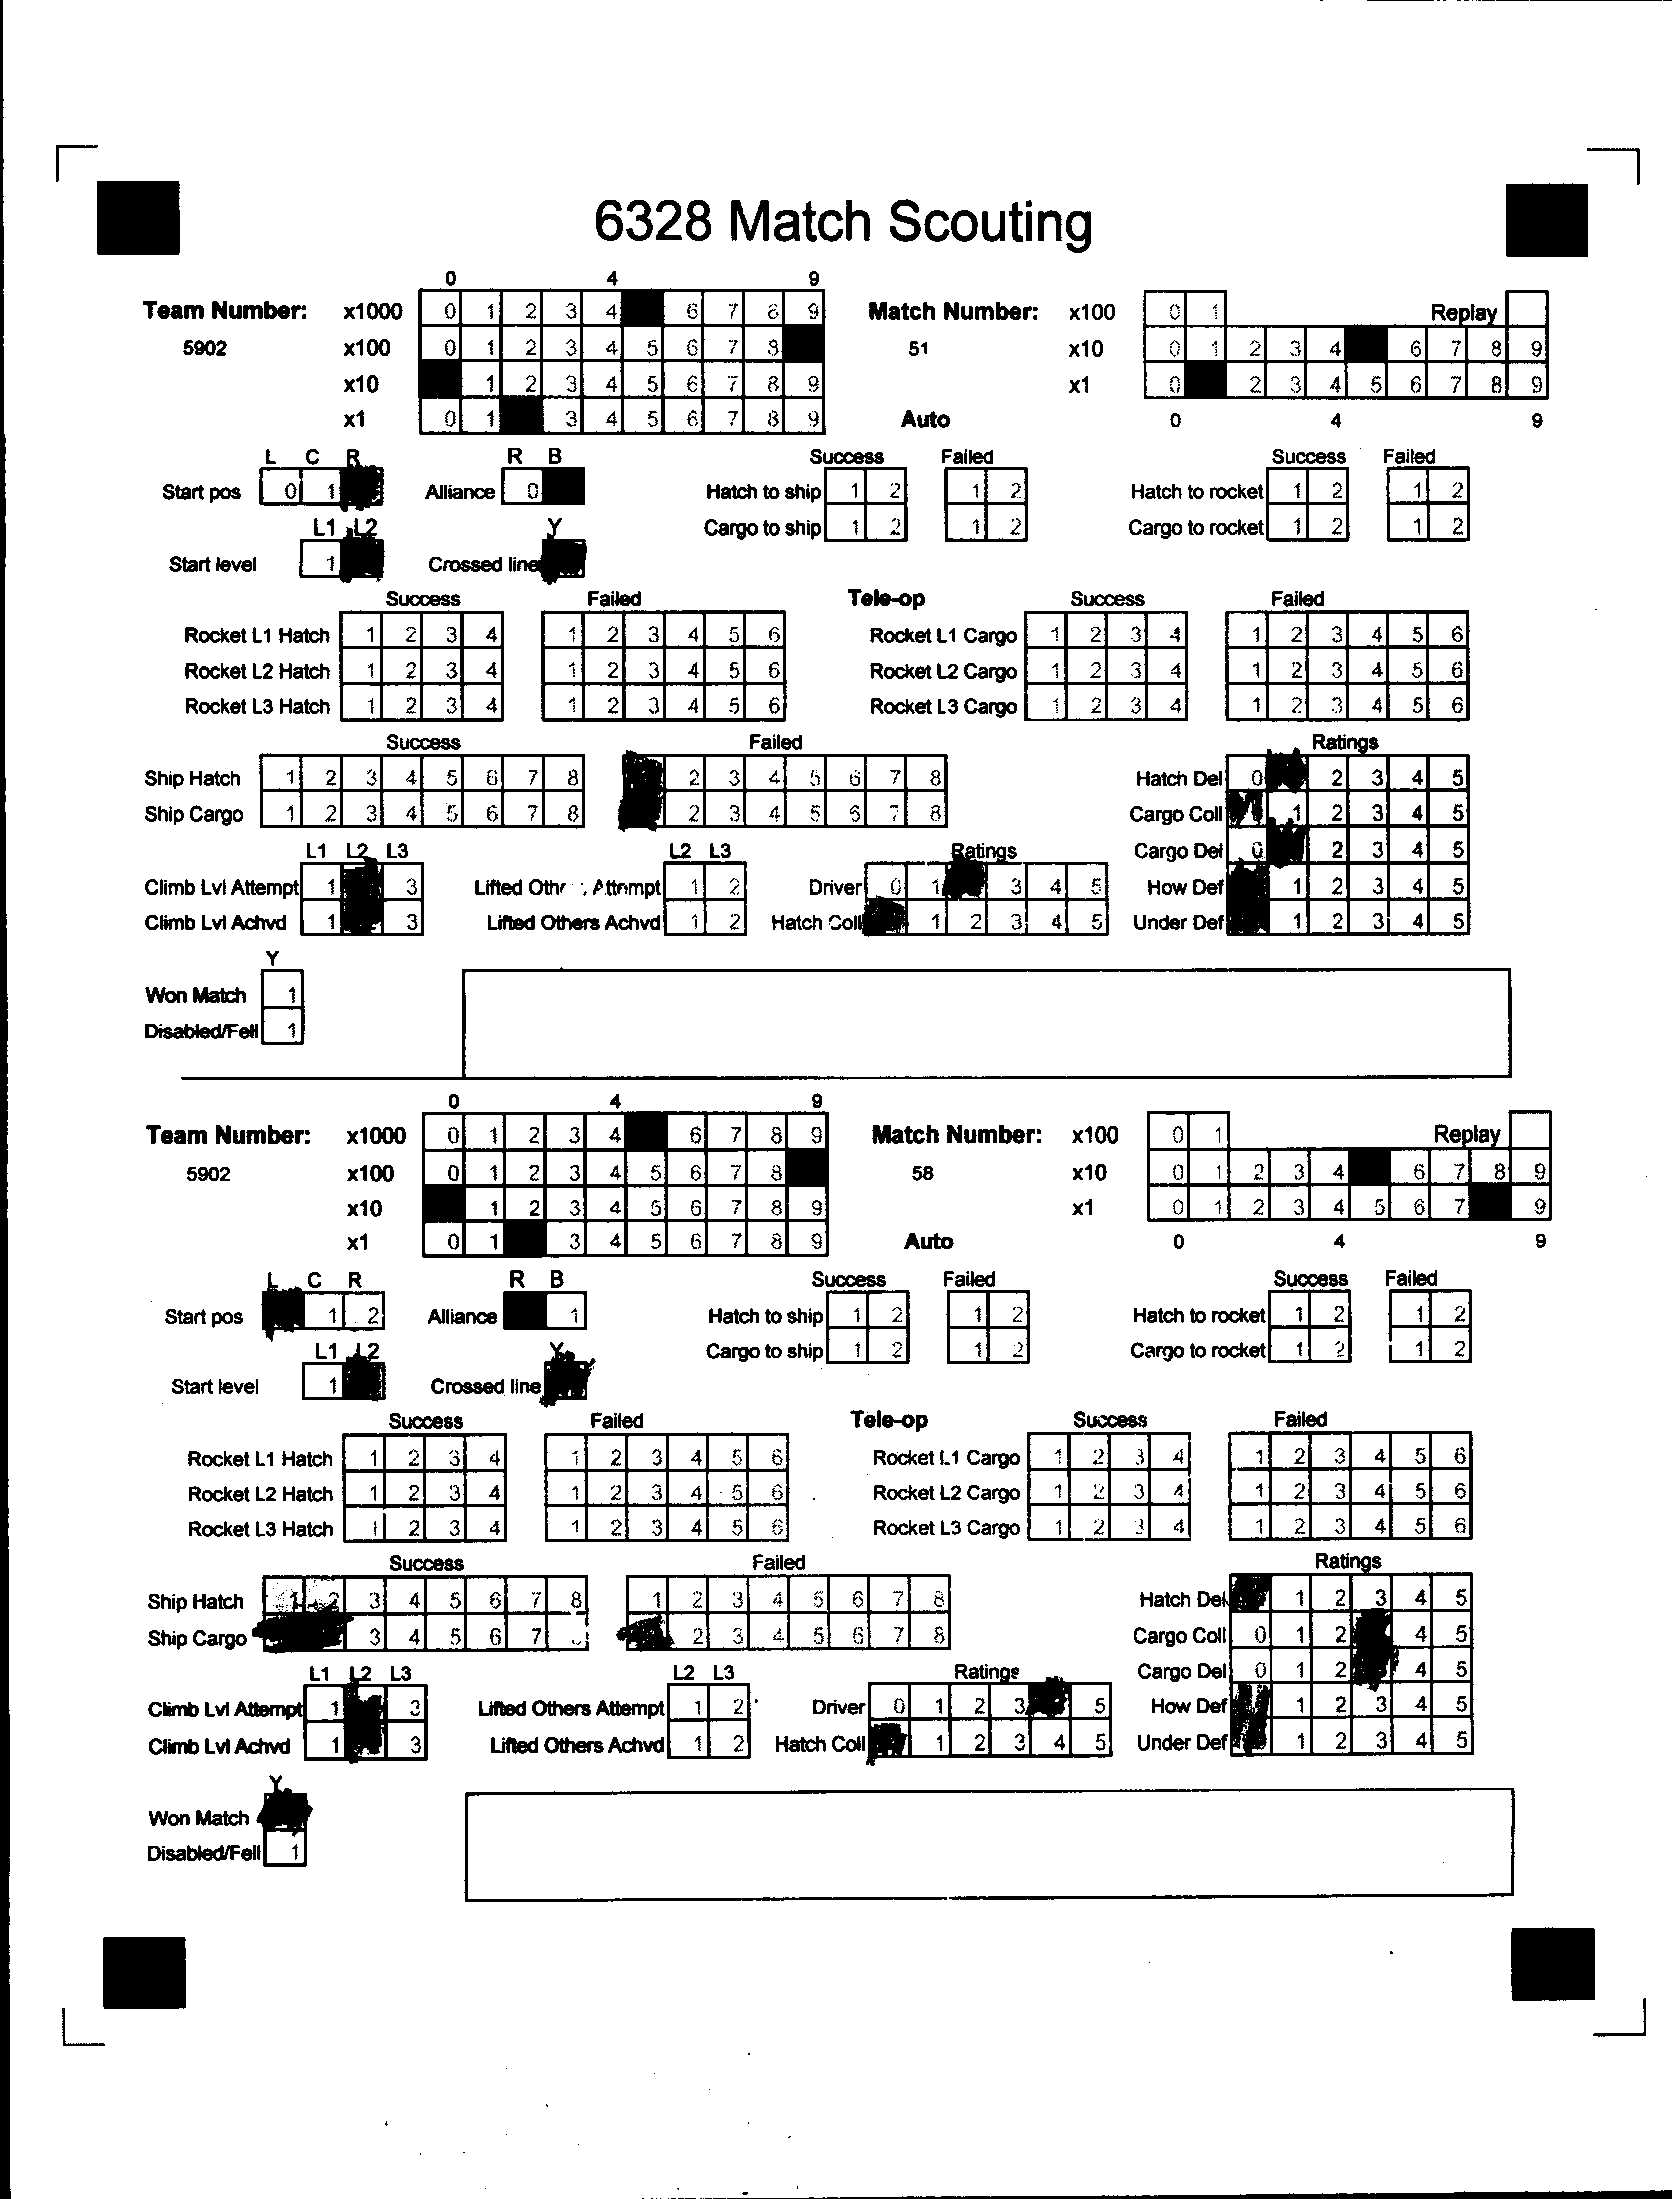 6328 Match Scouting
0 4 9
Team Number: x1000 0 1 2 3 4 6 7 8 9 Match Number: x100 0 1 Replay
5902 x100 0 1 2 3 4 5 6 7 8 51 x10 0 1 2 3 4 6 7 8 9
x10 1 2 3 4 5 6 7 8 9 x1 0 2 3 4 5 6 7 8 9
x1 0 1 3 4 5 6 7 8 9 Auto 0 4 9
L C R R B Success Failed Success Failed
Start pos 0 1 Alliance 0 Hatch to ship 1 2 1 2 Hatch to rocket 1 2 1 2
L1 L2 Y Cargo to ship 1 2 1 2 Cargo to rocket 1 2 1 2
Start level 1 Crossed line
Success Failed Tele-op Success Failed
Rocket L1 Hatch 1 2 3 4 1 2 3 4 5 6 Rocket L1 Cargo 1 2 3 4 1 2 3 4 5 6
Rocket L2 Hatch 1 2 3 4 1 2 3 4 5 6 Rocket L2 Cargo 1 2 3 4 1 2 3 4 5 6
Rocket L3 Hatch 1 2 3 4 1 2 3 4 5 6 Rocket L3 Cargo 1 2 3 4 1 2 3 4 5 6
Success Failed Ratings
Ship Hatch 1 2 3 4 5 6 7 8 2 3 4 5 6 7 8 Hatch Del 0 2 3 4 5
Ship Cargo 1 2 3 4 5 6 7 8 2 3 4 5 6 7 8 Cargo Coll 1 2 3 4 5
L1 L2 L3 L2 L3 Ratings Cargo Del 0 2 3 4 5
Climb Lvl Attempt 1 3 Lifted Attempt 1 2 Driver 0 1 3 4 5 How Def 1 2 3 4 5
Climb Lvl Achvd 1 3 Lifted Others Achvd 1 2 Hatch Coll 1 2 3 4 5 Under Def 1 2 3 4 5
Y
Won Match 1
Disabled/Fell 1
0 4 9
Team Number: x1000 0 1 2 3 4 6 7 8 9 Match Number: x100 0 1 Replay
5902 x100 0 1 2 3 4 5 6 7 8 58 x10 0 1 2 3 4 6 7 8 9
x10 1 2 3 4 5 6 7 8 9 x1 0 1 2 3 4 5 6 7 9
x1 0 1 3 4 5 6 7 8 9 Auto 0 4 9
L C R R B Success Failed Success Failed
Start pos 1 2 Alliance 1 Hatch to ship 1 2 1 2 Hatch to rocket 1 2 1 2
L1 L2 Y Cargo to ship 1 2 1 2 Cargo to rocket 1 2 1 2
Start level 1 Crossed line
Success Failed Tele-op Success Failed
Rocket L1 Hatch 1 2 3 4 1 2 3 4 5 6 Rocket L1 Cargo 1 2 3 4 1 2 3 4 5 6
Rocket L2 Hatch 1 2 3 4 1 2 3 4 5 6 Rocket L2 Cargo 1 2 3 4 1 2 3 4 5 6
Rocket L3 Hatch 1 2 3 4 1 2 3 4 5 6 Rocket L3 Cargo 1 2 3 4 1 2 3 4 5 6
Success Failed Ratings
Ship Hatch 1 2 3 4 5 6 7 8 1 2 3 4 5 6 7 8 Hatch Del 1 2 3 4 5
Ship Cargo 3 4 5 6 7 2 3 4 5 6 7 8 Cargo Coll 0 1 2 4 5
L1 L2 L3 L2 L3 Ratings Cargo Del 0 1 2 4 5
Climb Lvl Attempt 1 3 Lifted Others Attempt 1 2 Driver 0 1 2 3 5 How Def 1 2 3 4 5
Climb Lvl Achvd 1 3 Lifted Others Achvd 1 2 Hatch Coll 1 2 3 4 5 Under Def 1 2 3 4 5
Y
Won Match
Disabled/Fell 1